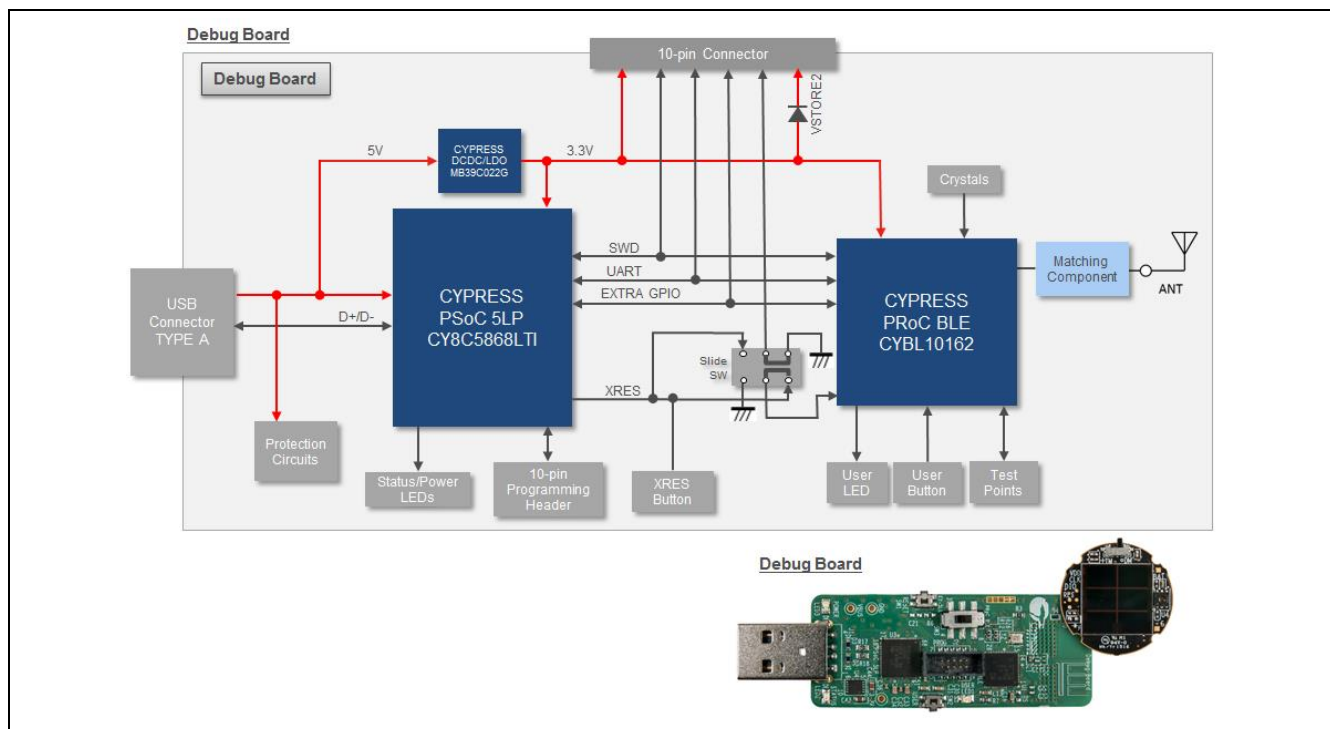 Debug Board
10-pin Connector
Debug Board
VSTORE2
5V
CYPRESS
DCDC/LDO
MB39C022G
3.3V
Crystals
SWD
UART
EXTRA GPIO
USB
Connector
TYPE A
D+/D-
CYPRESS
PSoC 5LP
CY8C5868LTI
CYPRESS
PRoC BLE
CYBL10162
Matching
Component
ANT
Slide
SW
XRES
Protection
Circuits
Status/Power
LEDs
10-pin
Programming
Header
XRES
Button
User
LED
User
Button
Test
Points
Debug Board